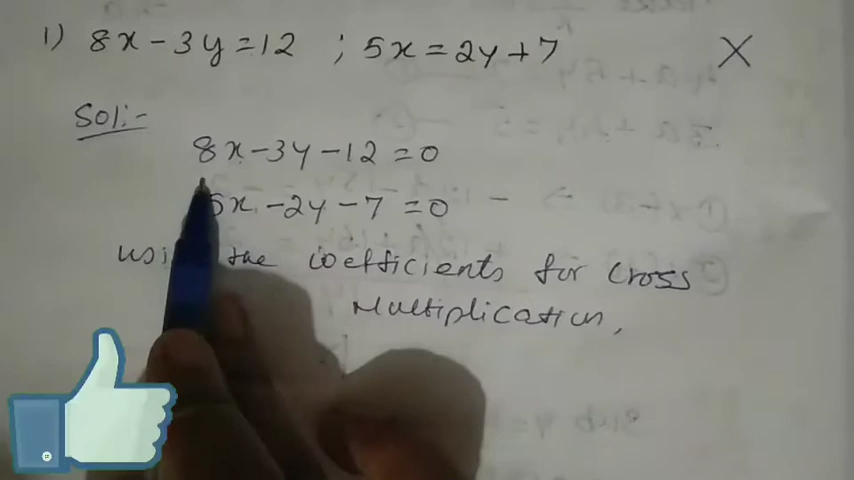 1) 8x - 3y = 12 ; 5x = 2y + 7
Sol:-
8x - 3y - 12 = 0
5x - 2y - 7 = 0
the coefficients for cross
Multiplication,